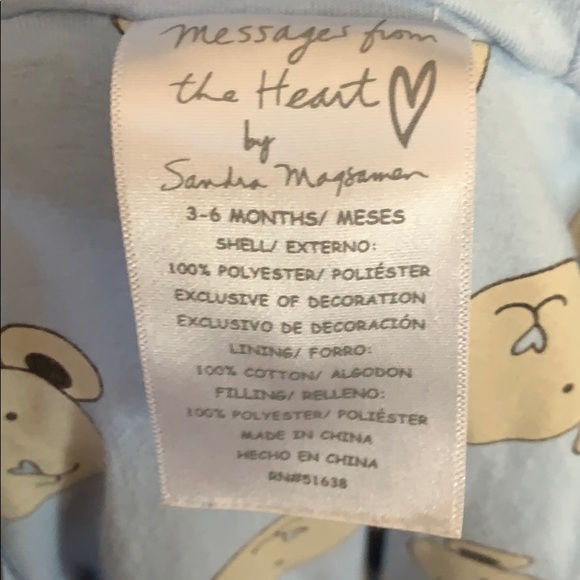 messages from
the Heart
by
Sandra Magsamen
3-6 MONTHS/ MESES
SHELL/ EXTERNO:
100% POLYESTER/ POLIÉSTER
EXCLUSIVE OF DECORATION
EXCLUSIVO DE DECORACIÓN
LINING/ FORRO:
100% COTTON/ ALGODON
FILLING/ RELLENO:
100% POLYESTER/ POLIÉSTER
MADE IN CHINA
HECHO EN CHINA
RN#51638